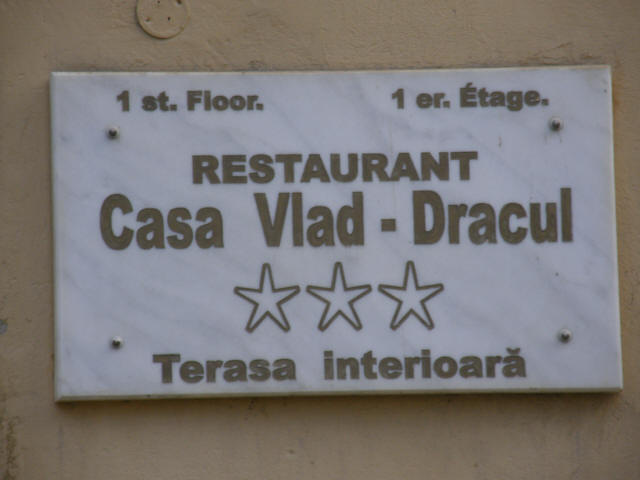 1 st. Floor. 1 er. Étage.
RESTAURANT
Casa Vlad - Dracul
Terasa interioară